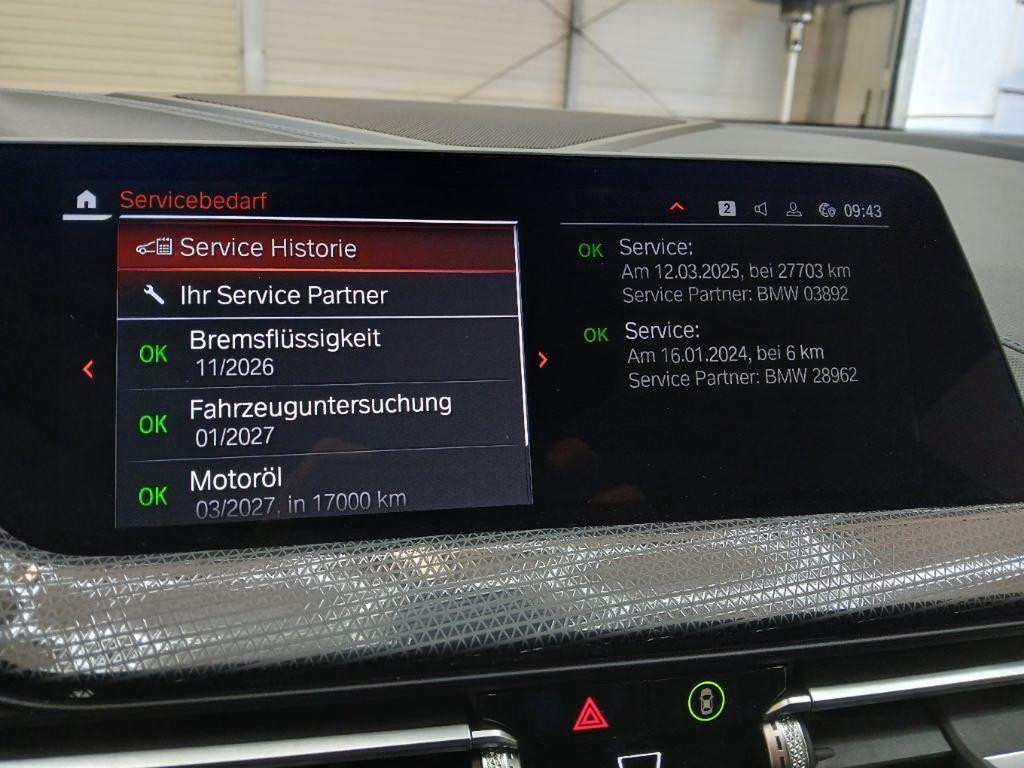 Servicebedarf
2
09:43
Service Historie
Ihr Service Partner
OK
Bremsflüssigkeit
11/2026
OK
Fahrzeuguntersuchung
01/2027
OK
Motoröl
03/2027, in 17000 km
OK
Service:
Am 12.03.2025, bei 27703 km
Service Partner: BMW 03892
OK
Service:
Am 16.01.2024, bei 6 km
Service Partner: BMW 28962